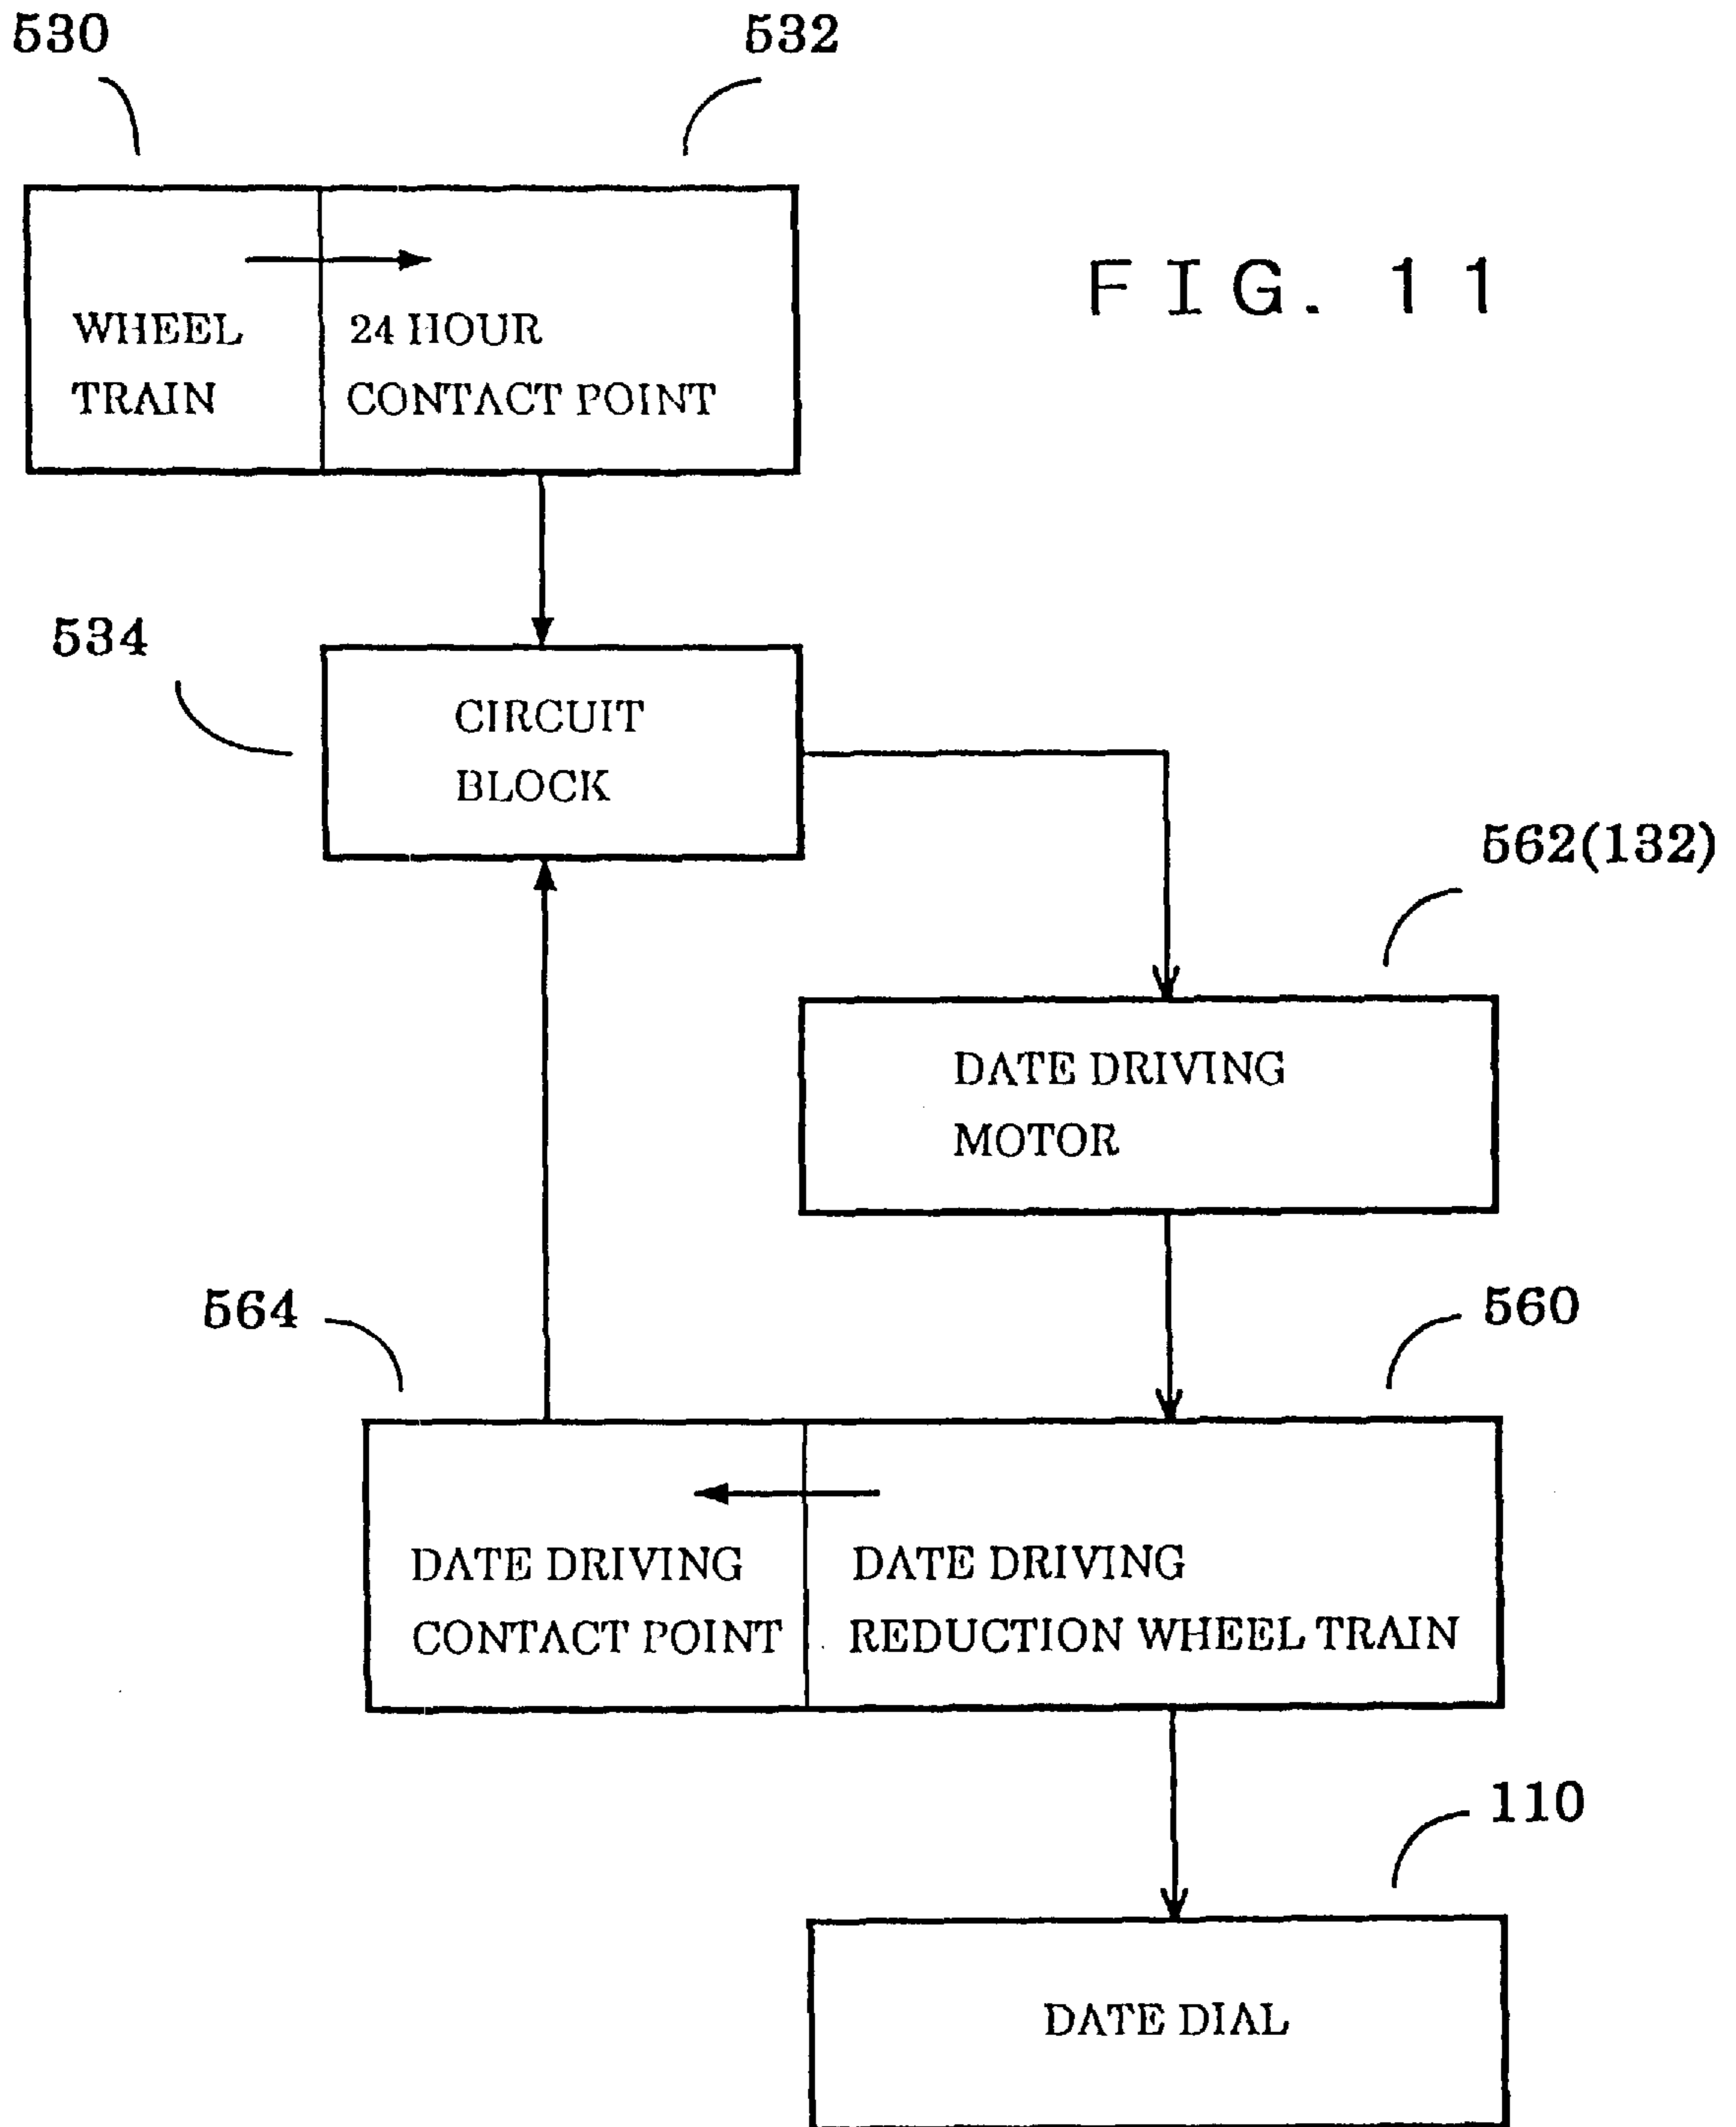 530
532
FIG. 11
WHEEL
TRAIN
24 HOUR
CONTACT POINT
534
CIRCUIT
BLOCK
562(132)
DATE DRIVING
MOTOR
564
560
DATE DRIVING
CONTACT POINT
DATE DRIVING
REDUCTION WHEEL TRAIN
110
DATE DIAL